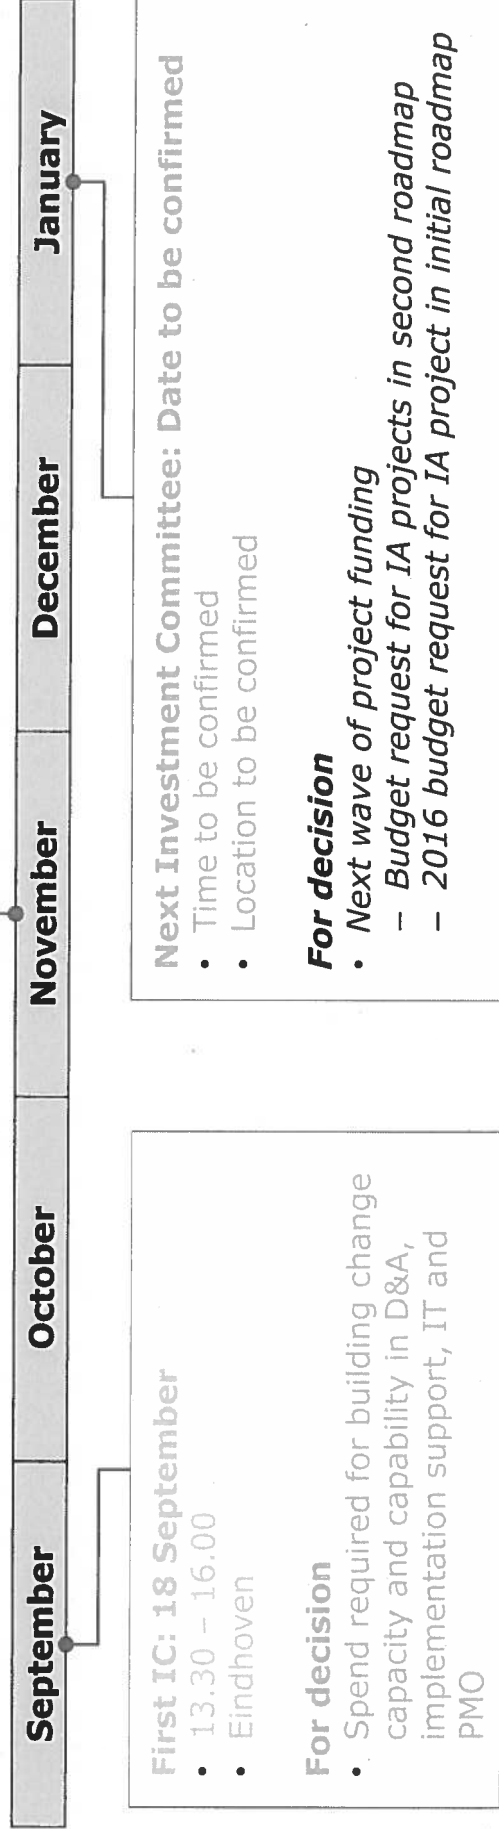 September
October
November
December
January
First IC: 18 September
• 13.30 – 16.00
• Eindhoven
For decision
• Spend required for building change
capacity and capability in D&A,
implementation support, IT and
PMO
Next Investment Committee: Date to be confirmed
• Time to be confirmed
• Location to be confirmed
For decision
• Next wave of project funding
– Budget request for IA projects in second roadmap
– 2016 budget request for IA project in initial roadmap